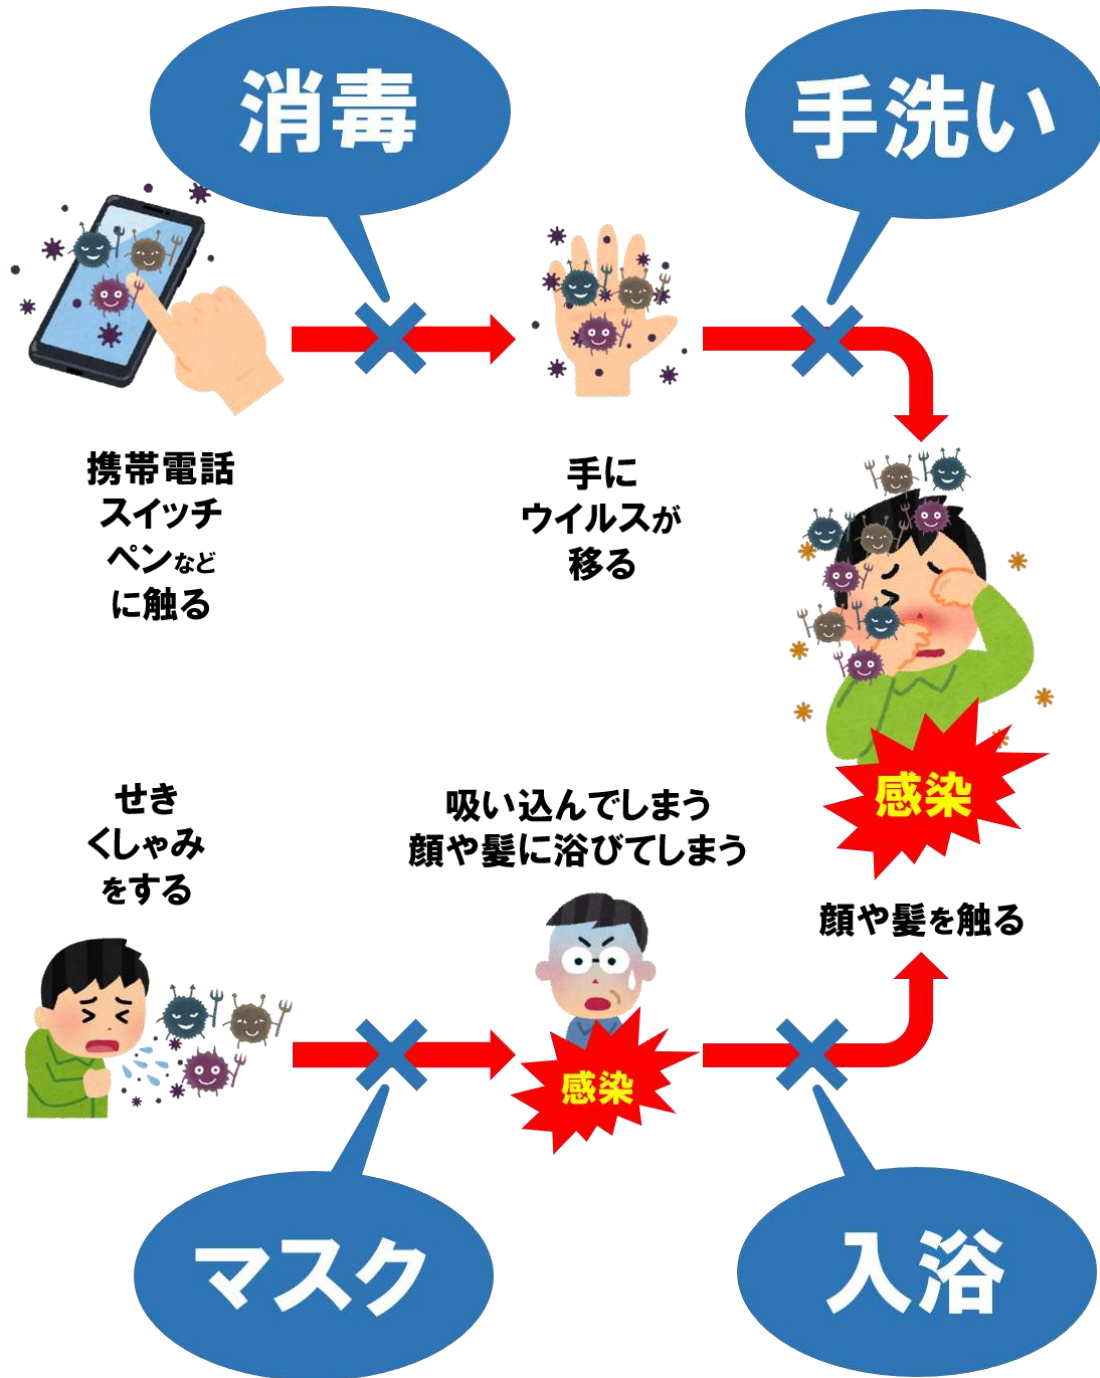 消毒
手洗い
携帯電話
スイッチ
ペンなど
に触る
手に
ウイルスが
移る
感染
せき
くしゃみ
をする
吸い込んでしまう
顔や髪に浴びてしまう
顔や髪を触る
感染
マスク
入浴